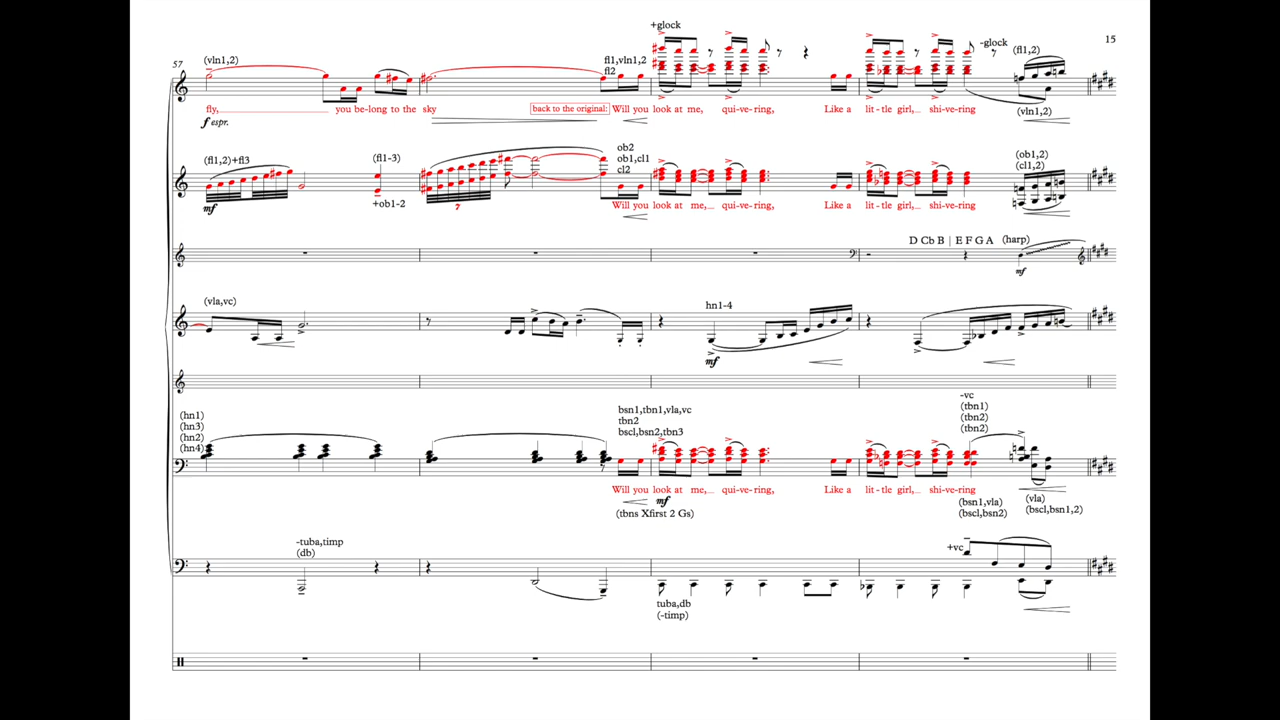 +glock
15
-glock
57
(vln1,2)
fl1,vln1,2
fl2
(fl1,2)
fly, you be-long to the sky
back to the original:
Will you look at me, qui-ve-ring, Like a lit-tle girl, shi-ve-ring
f espr.
(vln1,2)
(fl1,2)+fl3
(fl1-3)
ob2
ob1,cl1
cl2
(ob1,2)
(cl1,2)
mf
+ob1-2
7
Will you look at me, qui-ve-ring, Like a lit-tle girl, shi-ve-ring
D Cb B | E F G A (harp)
mf
(vla,vc)
hn1-4
mf
(hn1)
(hn3)
(hn2)
(hn4)
bsn1,tbn1,vla,vc
tbn2
bscl,bsn2,tbn3
-vc
(tbn1)
(tbn2)
(tbn2)
Will you look at me, qui-ve-ring, Like a lit-tle girl, shi-ve-ring
mf
(tbns Xfirst 2 Gs)
(bsn1,vla)
(bscl,bsn2)
(vla)
(bscl,bsn1,2)
-tuba,timp
(db)
+vc
tuba,db
(-timp)